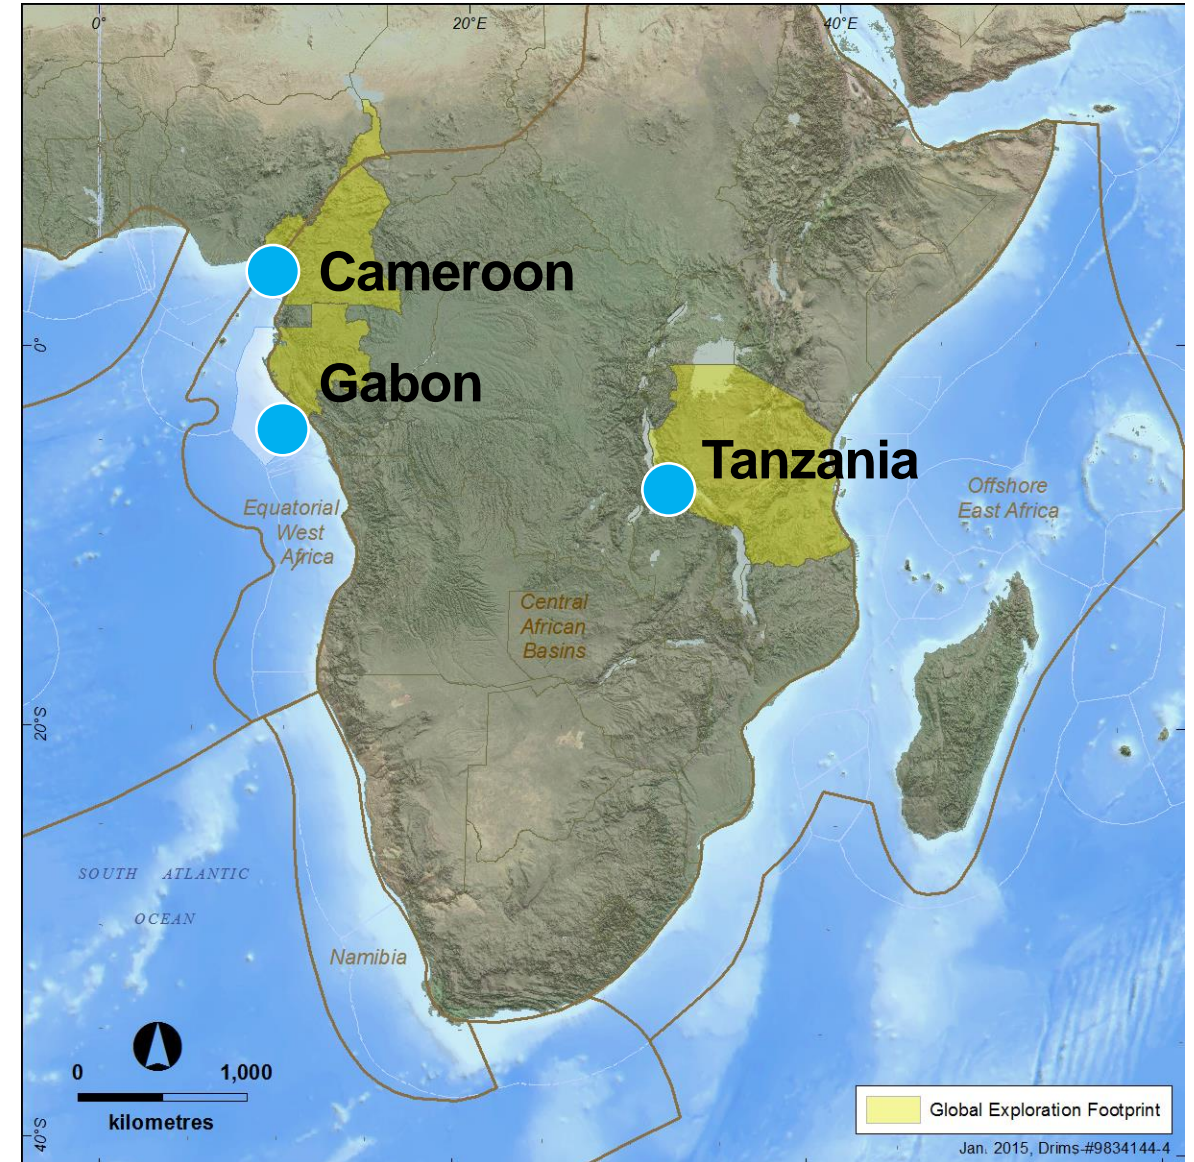 0°
20°E
40°E
Cameroon
0°
Gabon
Tanzania
Offshore
East Africa
Equatorial
West
Africa
Central
African
Basins
20°S
SOUTH ATLANTIC
OCEAN
Namibia
0 1,000
kilometres
Global Exploration Footprint
40°S
Jan. 2015, Drims-#9834144-4